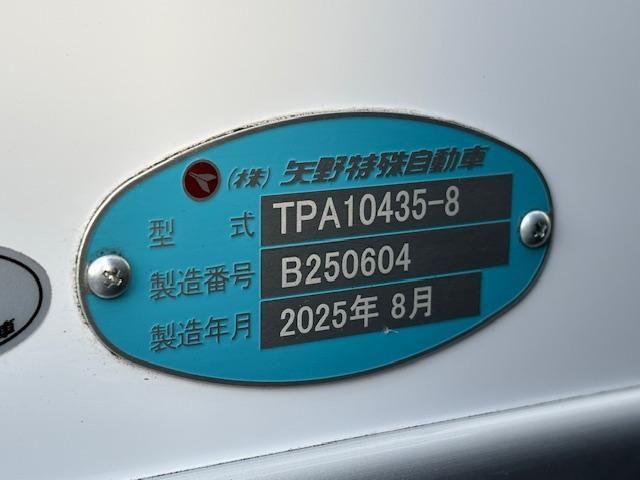 (株) 矢野特殊自動車
型 式 TPA10435-8
製造番号 B250604
製造年月 2025年 8月
車